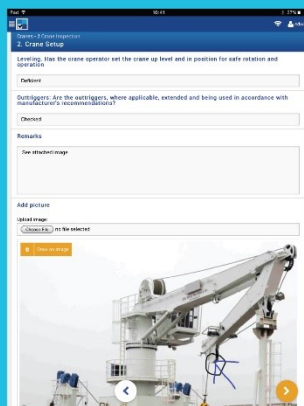 10:41
37%
Cranes - 2 Crane Inspection
2. Crane Setup
Leveling. Has the crane operator set the crane up level and in position for safe rotation and
operation
Deficient
Outriggers: Are the outriggers, where applicable, extended and being used in accordance with
manufacturer's recommendations?
Checked
Remarks
See attached image
Add picture
Upload image:
Choose File no file selected
Draw on image